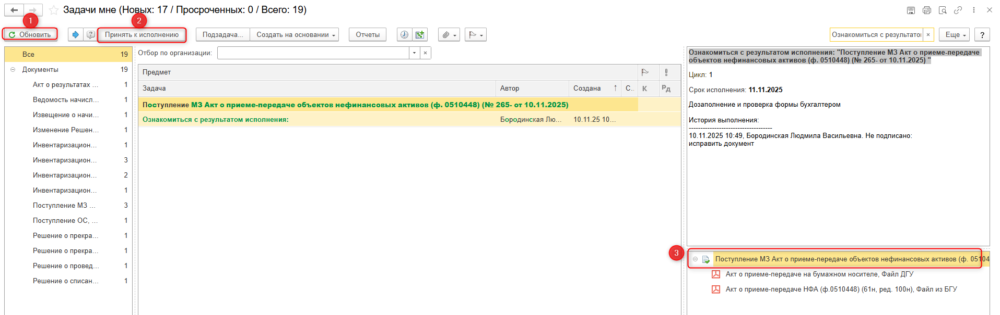 Задачи мне (Новых: 17 / Просроченных: 0 / Всего: 19)
1
2
Обновить
Принять к исполнению
Подзадача...
Создать на основании
Отчеты
Ознакомиться с результатом
Еще
?
Все 19
Документы 19
Акт о результатах ... 1
Ведомость начисл... 1
Извещение о начи... 1
Изменение Решен... 1
Инвентаризацион... 1
Инвентаризацион... 3
Инвентаризацион... 2
Инвентаризацион... 1
Поступление МЗ ... 3
Поступление ОС, ... 1
Решение о прекра... 1
Решение о прекра... 1
Решение о провед... 1
Решение о списан... 1
Отбор по организации:
Предмет
Задача Автор Создана ↑ С.. К Рд
Поступление МЗ Акт о приеме-передаче объектов нефинансовых активов (ф. 0510448) (№ 265- от 10.11.2025)
Ознакомиться с результатом исполнения: Бородинская Лю... 10.11.25 10...
Ознакомиться с результатом исполнения: "Поступление МЗ Акт о приеме-передаче
объектов нефинансовых активов (ф. 0510448) (№ 265- от 10.11.2025) "
Цикл: 1
Срок исполнения: 11.11.2025
Дозаполнение и проверка формы бухгалтером
История выполнения:
--------------------------------------
10.11.2025 10:49, Бородинская Людмила Васильевна. Не подписано:
исправить документ
3
Поступление МЗ Акт о приеме-передаче объектов нефинансовых активов (ф. 05104
Акт о приеме-передаче на бумажном носителе, Файл ДГУ
Акт о приеме-передаче НФА (ф.0510448) (61н, ред. 100н), Файл из БГУ